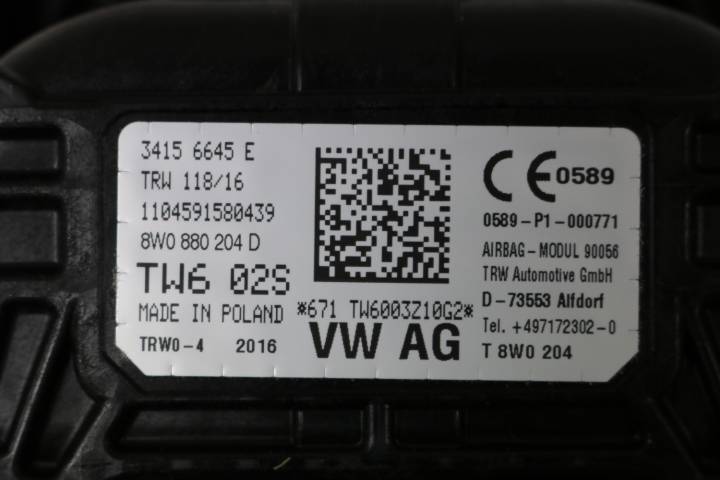 3415 6645 E
TRW 118/16
1104591580439
8W0 880 204 D
TW6 02S
MADE IN POLAND
TRW0-4 2016
*671 TW6003Z10G2*
VW AG
CE 0589
0589-P1-000771
AIRBAG-MODUL 90056
TRW Automotive GmbH
D-73553 Alfdorf
Tel. +497172302-0
T 8W0 204